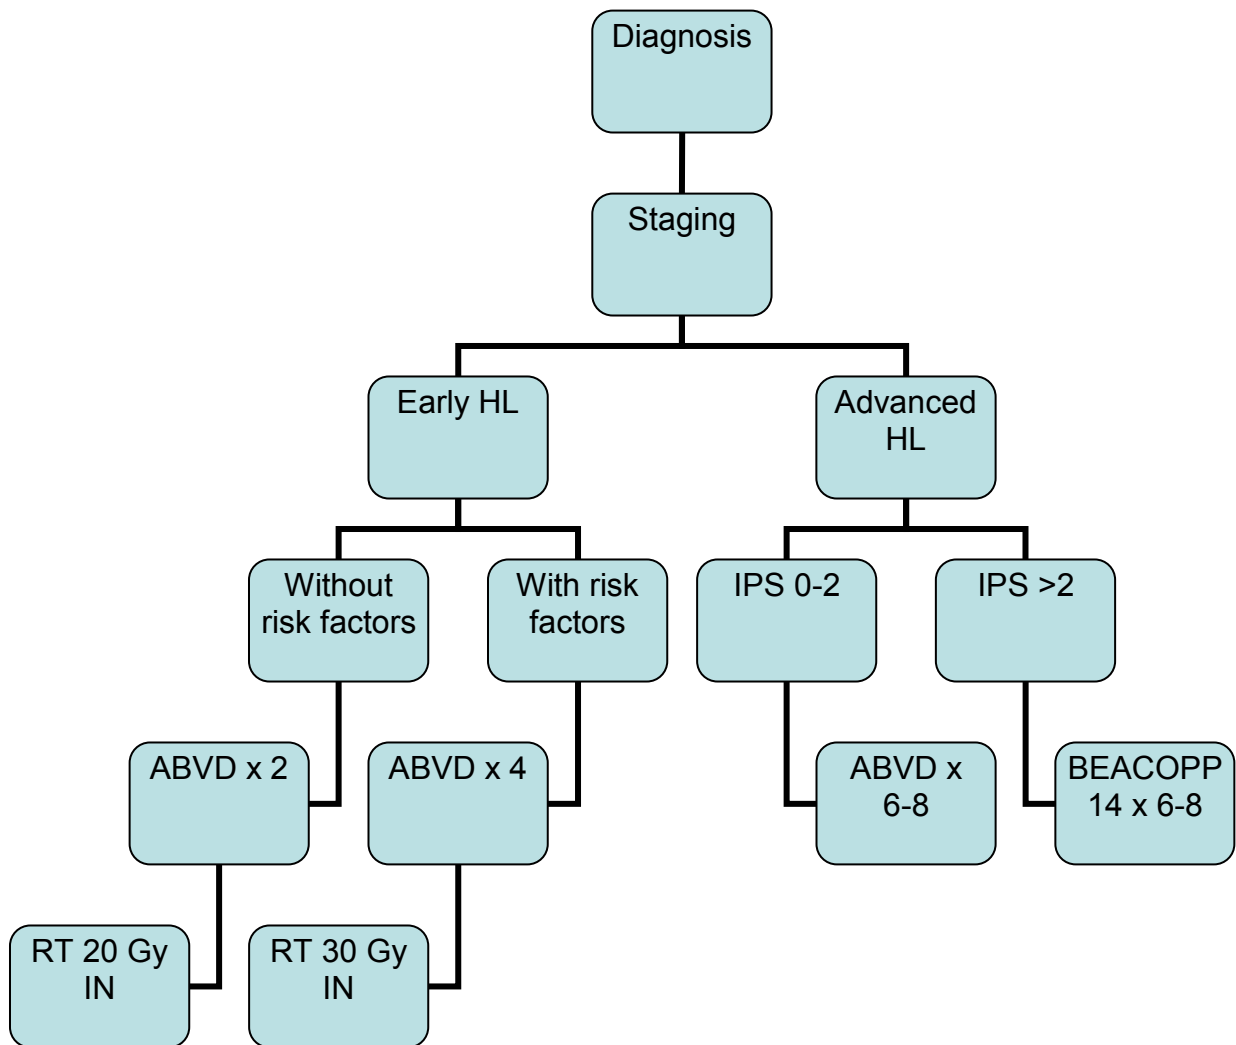 Diagnosis
Staging
Early HL
Advanced
HL
Without
risk factors
With risk
factors
IPS 0-2
IPS >2
ABVD x 2
ABVD x 4
ABVD x
6-8
BEACOPP
14 x 6-8
RT 20 Gy
IN
RT 30 Gy
IN